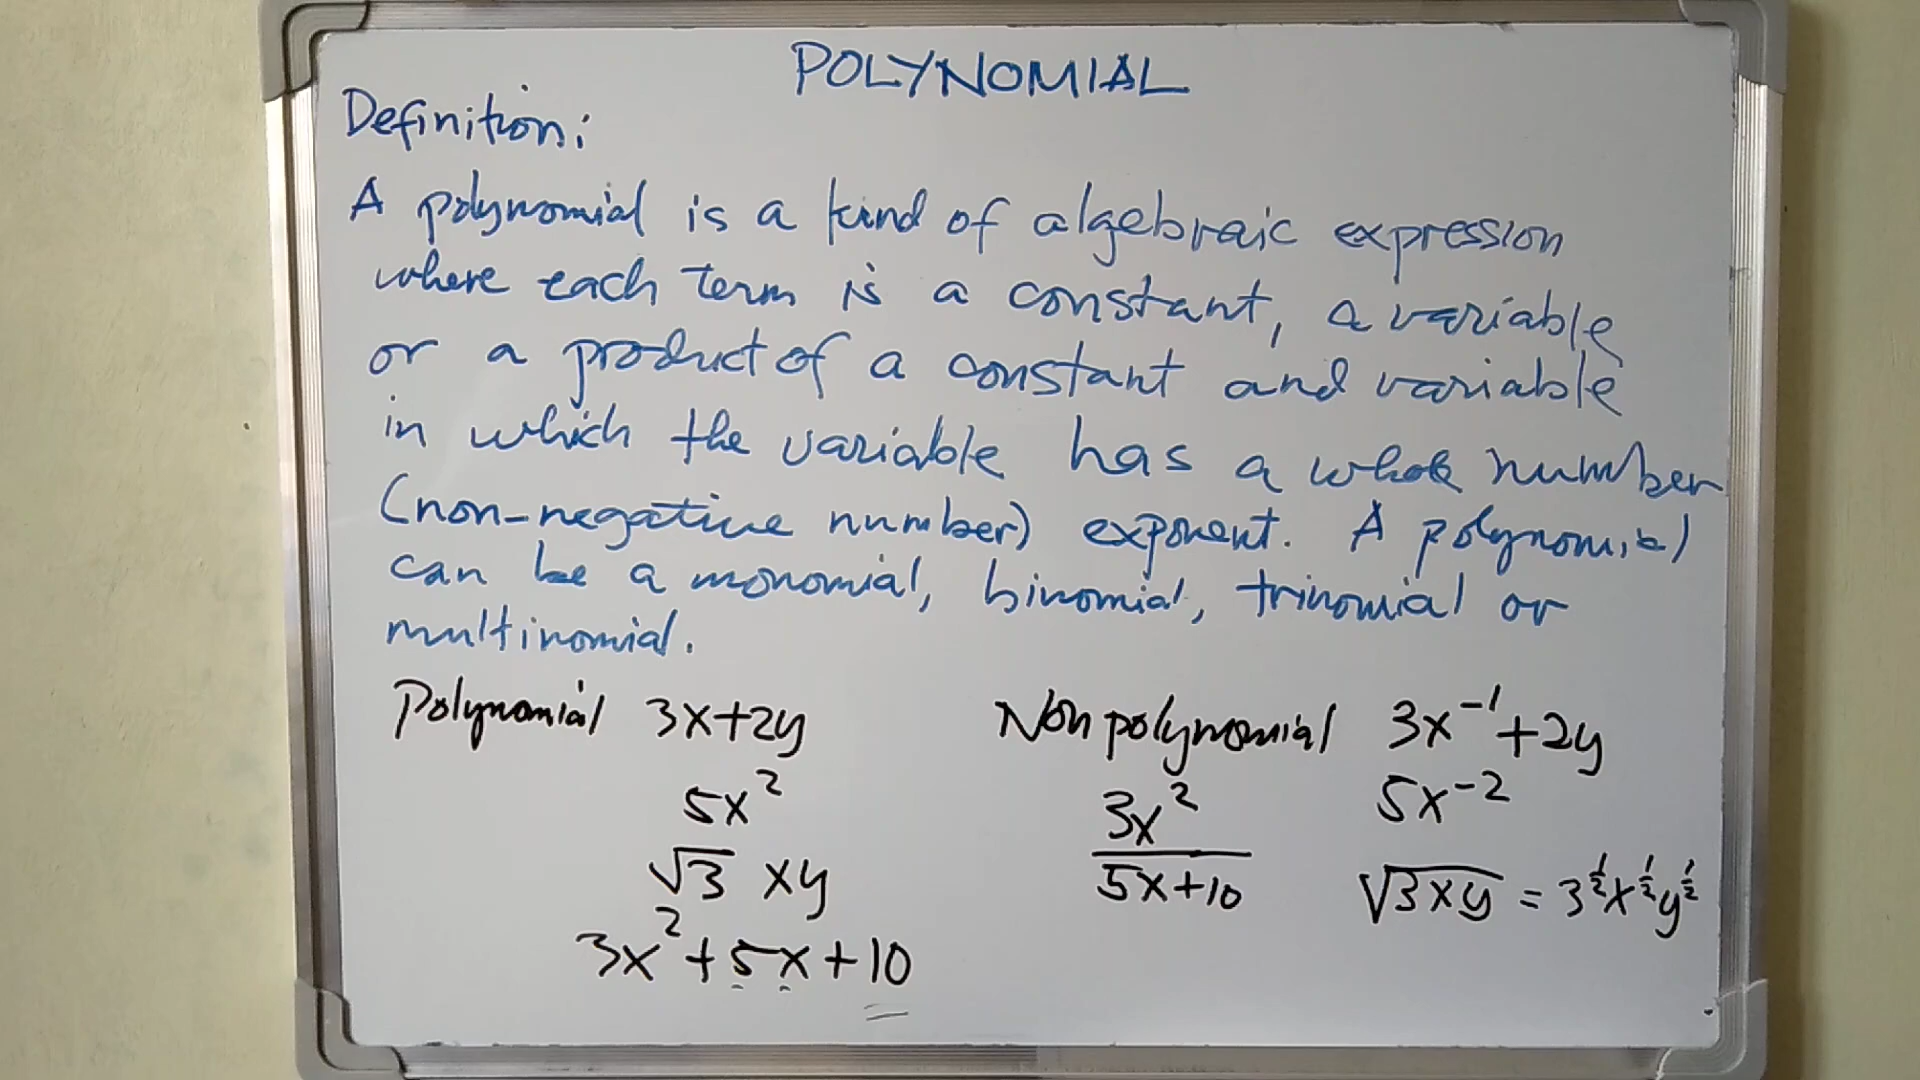 POLYNOMIAL
Definition:
A polynomial is a kind of algebraic expression
where each term is a constant, a variable
or a product of a constant and variable
in which the variable has a whole number
(non-negative number) exponent. A polynomial
can be a monomial, binomial, trinomial or
multinomial.
Polynomial 3x+2y
5x²
√3 xy
3x²+5x+10
Non polynomial 3x⁻¹+2y
5x⁻²
3x²
5x+10
√3xy = 3^½x^½y^½